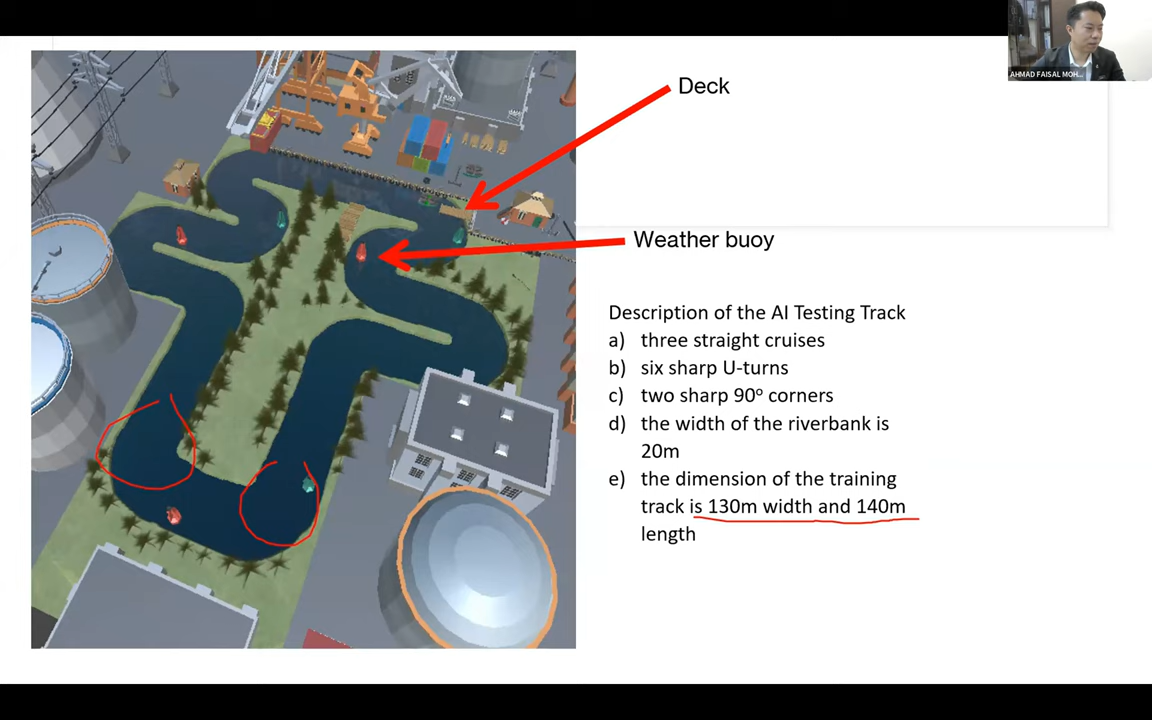 AHMAD FAISAL MOH...
Deck
Weather buoy
Description of the AI Testing Track
a) three straight cruises
b) six sharp U-turns
c) two sharp 90º corners
d) the width of the riverbank is
20m
e) the dimension of the training
track is 130m width and 140m
length